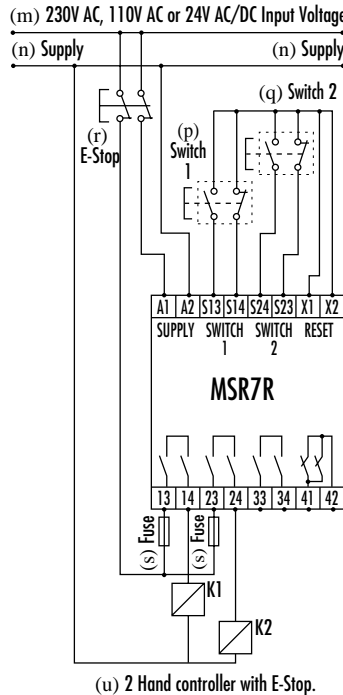 (m) 230V AC, 110V AC or 24V AC/DC Input Voltage
(n) Supply (n) Supply
(q) Switch 2
(r)
E-Stop
(p)
Switch
1
A1 A2 S13 S14 S24 S23 X1 X2
SUPPLY SWITCH SWITCH RESET
1 2
MSR7R
13 14 23 24 33 34 41 42
(s) Fuse (s) Fuse
K1
K2
(u) 2 Hand controller with E-Stop.